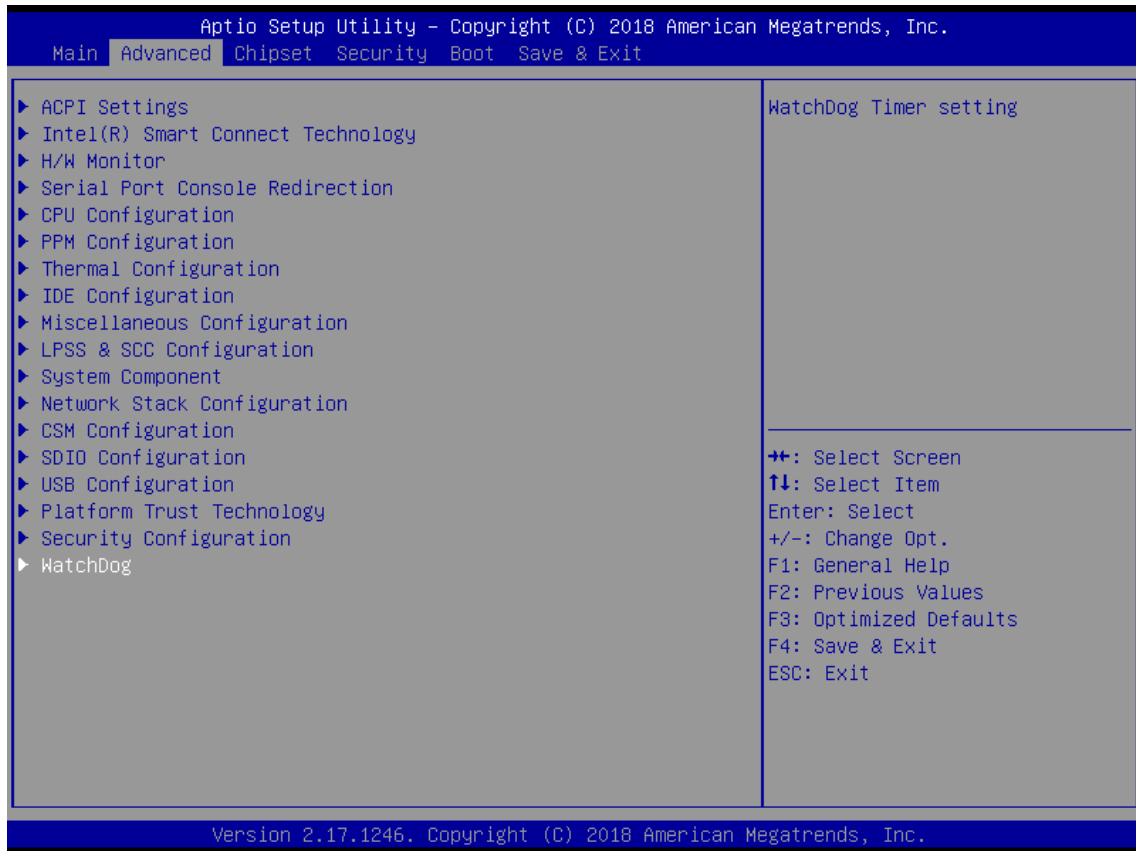 Aptio Setup Utility – Copyright (C) 2018 American Megatrends, Inc.
Main Advanced Chipset Security Boot Save & Exit
▶ ACPI Settings
▶ Intel(R) Smart Connect Technology
▶ H/W Monitor
▶ Serial Port Console Redirection
▶ CPU Configuration
▶ PPM Configuration
▶ Thermal Configuration
▶ IDE Configuration
▶ Miscellaneous Configuration
▶ LPSS & SCC Configuration
▶ System Component
▶ Network Stack Configuration
▶ CSM Configuration
▶ SDIO Configuration
▶ USB Configuration
▶ Platform Trust Technology
▶ Security Configuration
▶ WatchDog
WatchDog Timer setting
→←: Select Screen
↑↓: Select Item
Enter: Select
+/–: Change Opt.
F1: General Help
F2: Previous Values
F3: Optimized Defaults
F4: Save & Exit
ESC: Exit
Version 2.17.1246. Copyright (C) 2018 American Megatrends, Inc.